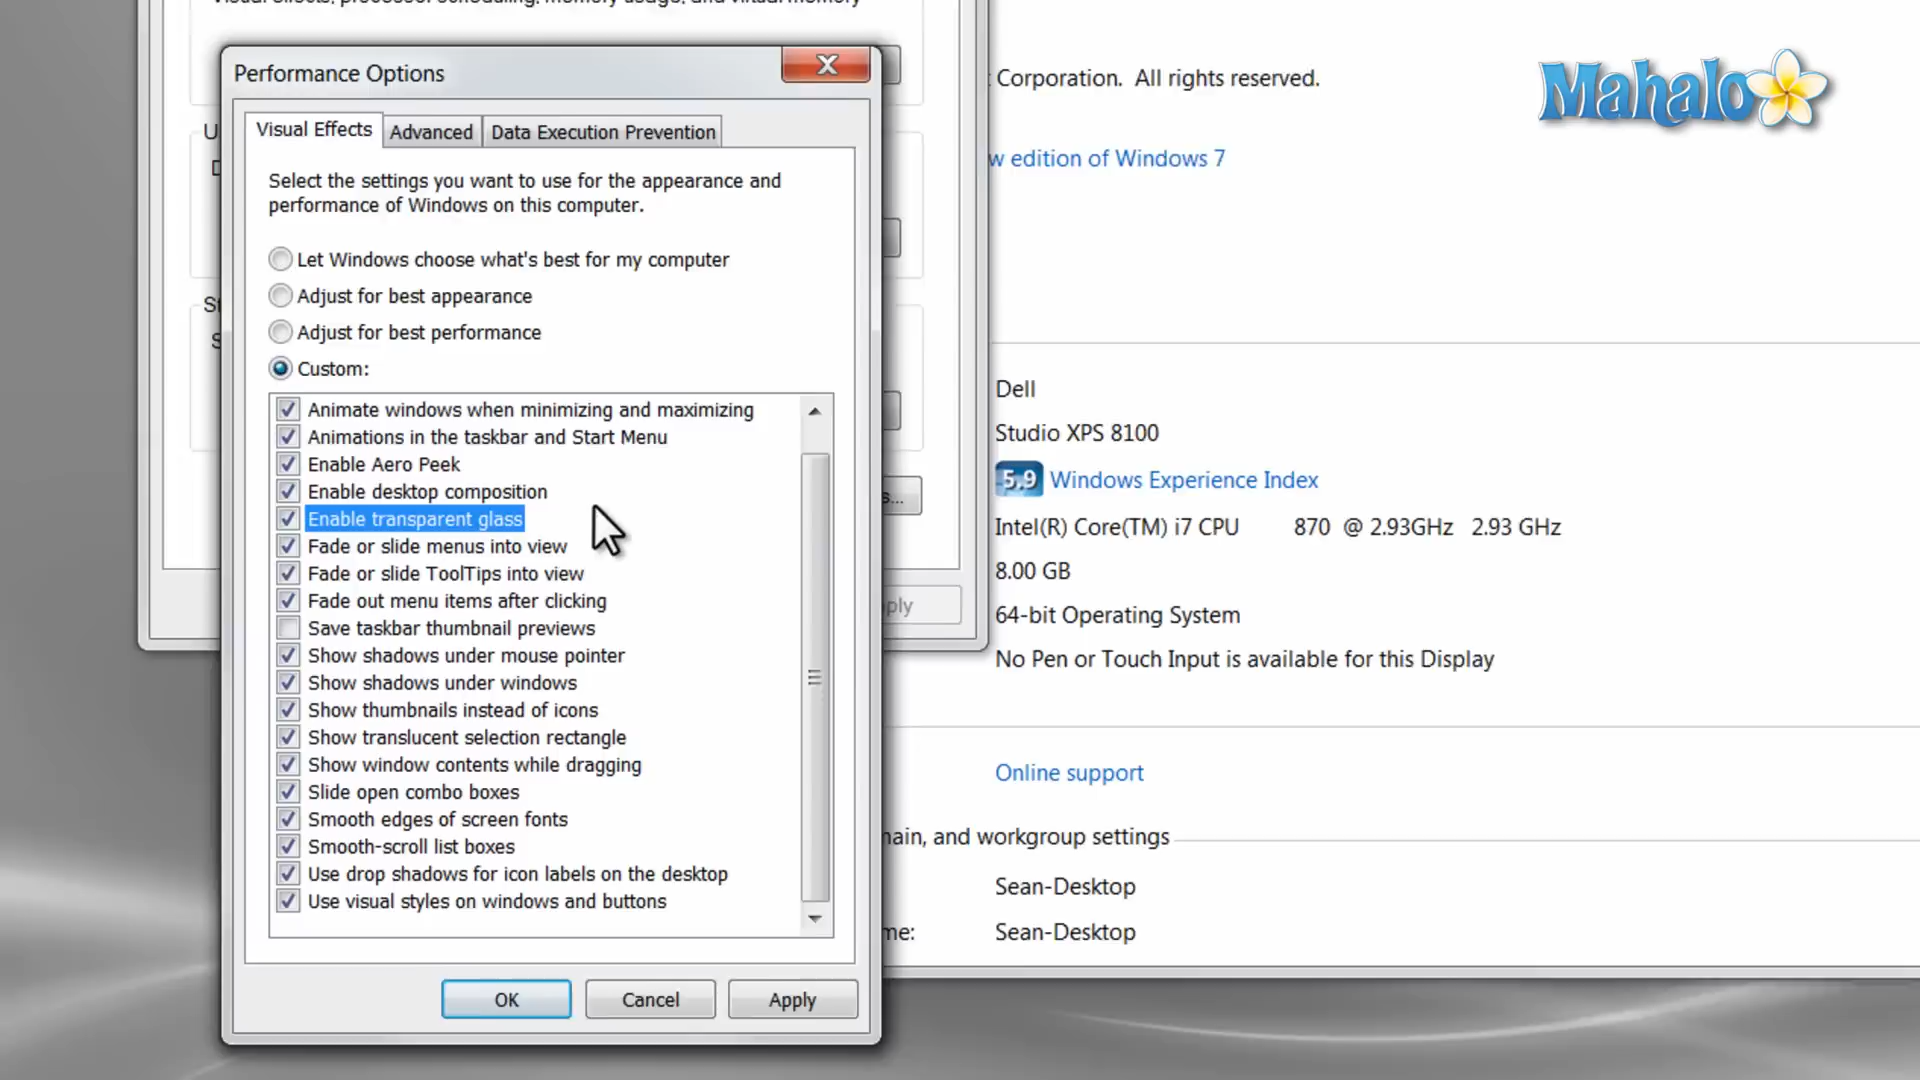 Visual effects, processor scheduling, memory usage, and virtual memory
Performance Options
Visual Effects
Advanced
Data Execution Prevention
Select the settings you want to use for the appearance and
performance of Windows on this computer.
Let Windows choose what's best for my computer
Adjust for best appearance
Adjust for best performance
Custom:
Animate windows when minimizing and maximizing
Animations in the taskbar and Start Menu
Enable Aero Peek
Enable desktop composition
Enable transparent glass
Fade or slide menus into view
Fade or slide ToolTips into view
Fade out menu items after clicking
Save taskbar thumbnail previews
Show shadows under mouse pointer
Show shadows under windows
Show thumbnails instead of icons
Show translucent selection rectangle
Show window contents while dragging
Slide open combo boxes
Smooth edges of screen fonts
Smooth-scroll list boxes
Use drop shadows for icon labels on the desktop
Use visual styles on windows and buttons
OK
Cancel
Apply
Corporation. All rights reserved.
w edition of Windows 7
Dell
Studio XPS 8100
5.9 Windows Experience Index
Intel(R) Core(TM) i7 CPU 870 @ 2.93GHz 2.93 GHz
8.00 GB
64-bit Operating System
No Pen or Touch Input is available for this Display
Online support
main, and workgroup settings
Sean-Desktop
me: Sean-Desktop
Mahalo